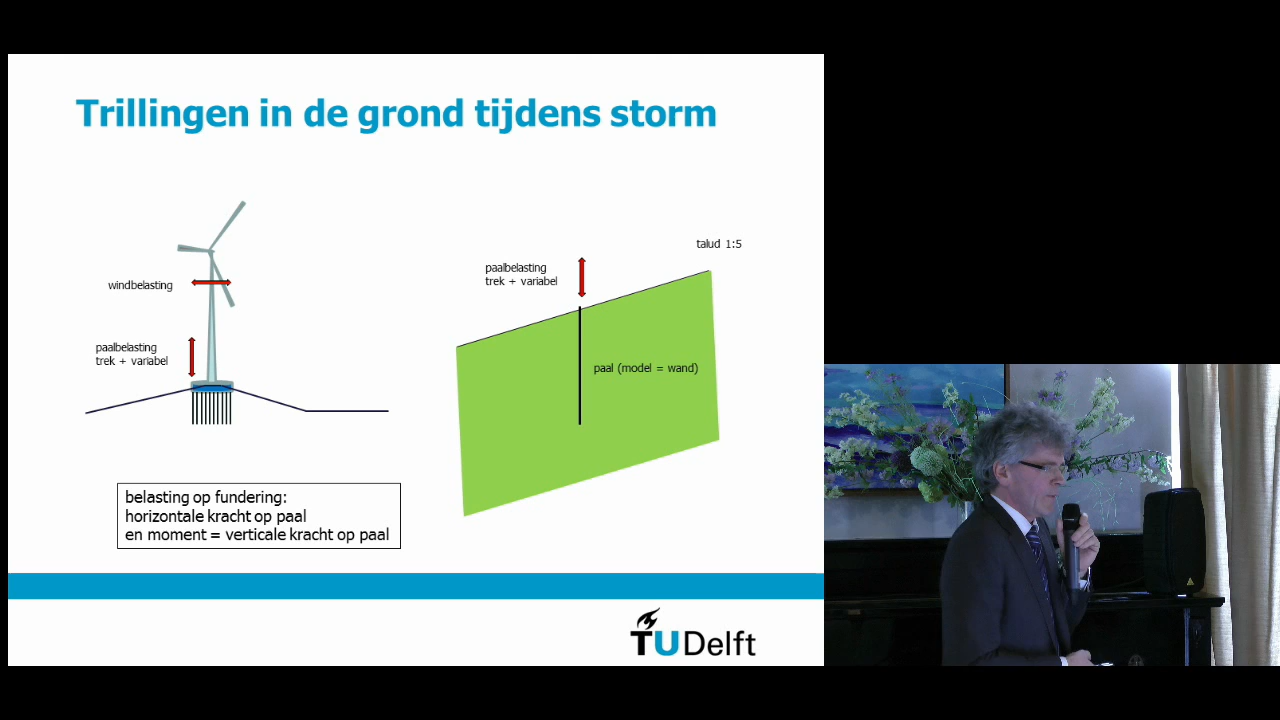 Trillingen in de grond tijdens storm
windbelasting
paalbelasting
trek + variabel
belasting op fundering:
horizontale kracht op paal
en moment = verticale kracht op paal
talud 1:5
paalbelasting
trek + variabel
paal (model = wand)
TU Delft